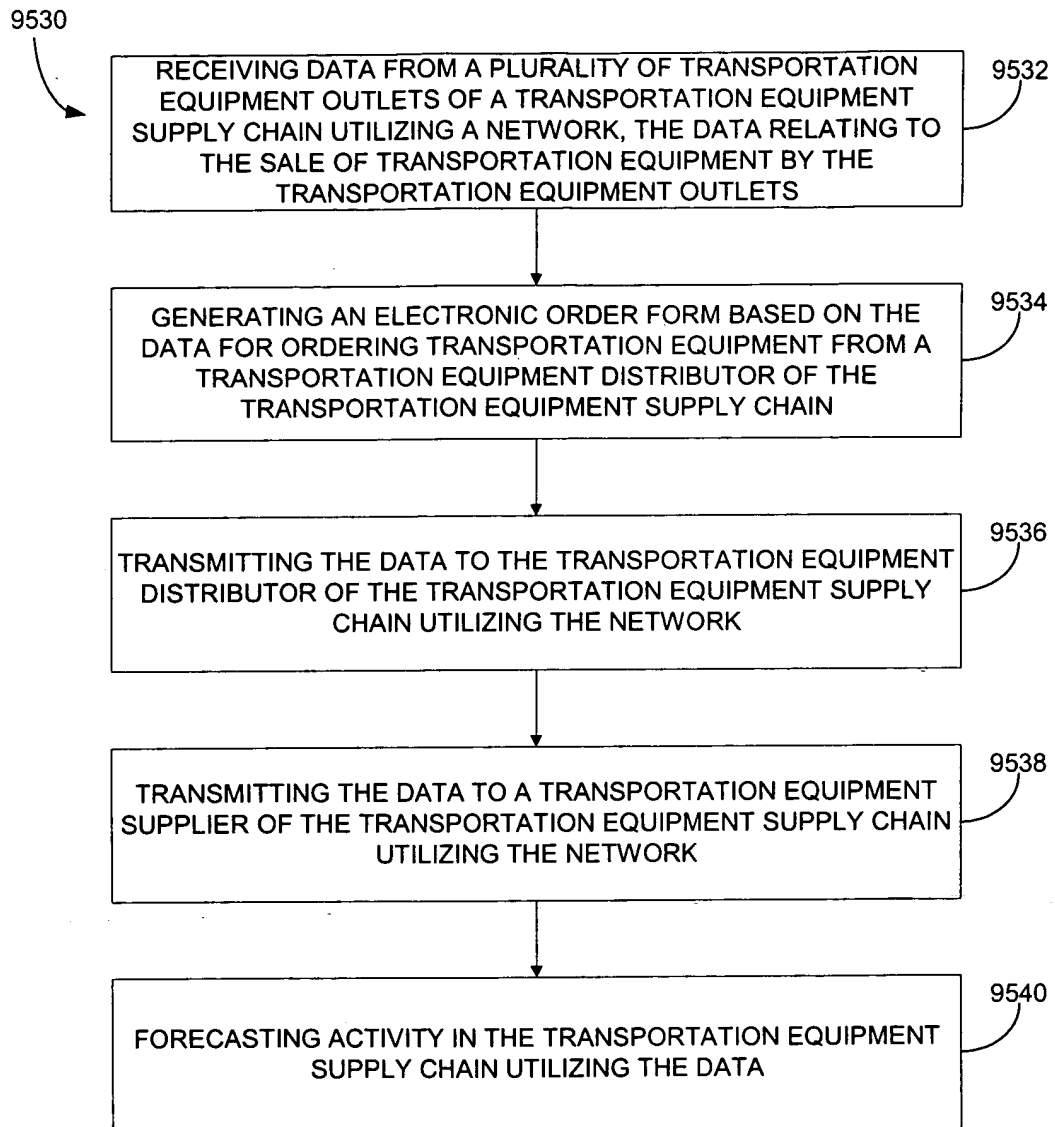 9530
RECEIVING DATA FROM A PLURALITY OF TRANSPORTATION
EQUIPMENT OUTLETS OF A TRANSPORTATION EQUIPMENT
SUPPLY CHAIN UTILIZING A NETWORK, THE DATA RELATING TO
THE SALE OF TRANSPORTATION EQUIPMENT BY THE
TRANSPORTATION EQUIPMENT OUTLETS
9532
GENERATING AN ELECTRONIC ORDER FORM BASED ON THE
DATA FOR ORDERING TRANSPORTATION EQUIPMENT FROM A
TRANSPORTATION EQUIPMENT DISTRIBUTOR OF THE
TRANSPORTATION EQUIPMENT SUPPLY CHAIN
9534
TRANSMITTING THE DATA TO THE TRANSPORTATION EQUIPMENT
DISTRIBUTOR OF THE TRANSPORTATION EQUIPMENT SUPPLY
CHAIN UTILIZING THE NETWORK
9536
TRANSMITTING THE DATA TO A TRANSPORTATION EQUIPMENT
SUPPLIER OF THE TRANSPORTATION EQUIPMENT SUPPLY CHAIN
UTILIZING THE NETWORK
9538
FORECASTING ACTIVITY IN THE TRANSPORTATION EQUIPMENT
SUPPLY CHAIN UTILIZING THE DATA
9540